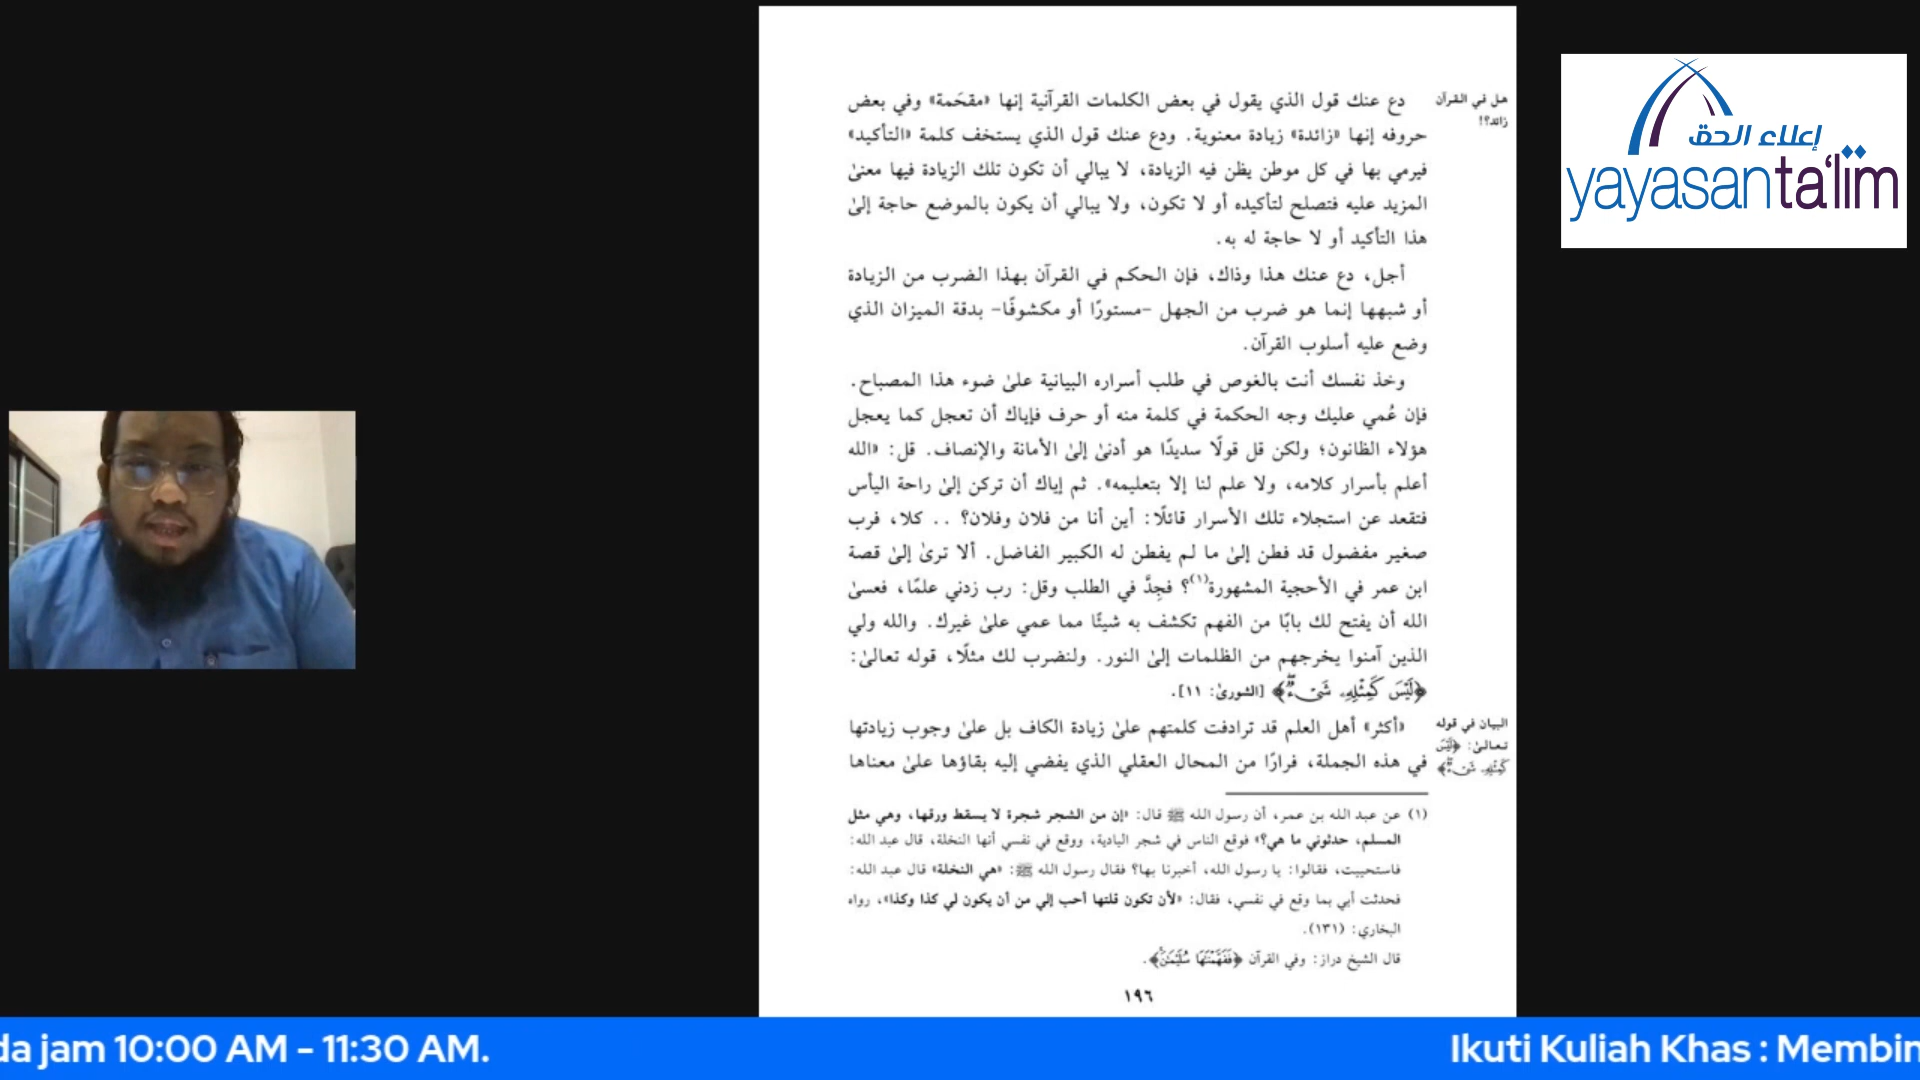 هل في القرآن
زائد؟!
دع عنك قول الذي يقول في بعض الكلمات القرآنية إنها «مقحَمة» وفي بعض
حروفه إنها «زائدة» زيادة معنوية. ودع عنك قول الذي يستخف كلمة «التأكيد»
فيرمي بها في كل موطن يظن فيه الزيادة، لا يبالي أن تكون تلك الزيادة فيها معنىٰ
المزيد عليه فتصلح لتأكيده أو لا تكون، ولا يبالي أن يكون بالموضع حاجة إلىٰ
هذا التأكيد أو لا حاجة له به.
أجل، دع عنك هذا وذاك، فإن الحكم في القرآن بهذا الضرب من الزيادة
أو شبهها إنما هو ضرب من الجهل -مستورًا أو مكشوفًا- بدقة الميزان الذي
وضع عليه أسلوب القرآن.
وخذ نفسك أنت بالغوص في طلب أسراره البيانية علىٰ ضوء هذا المصباح.
فإن عُمي عليك وجه الحكمة في كلمة منه أو حرف فإياك أن تعجل كما يعجل
هؤلاء الظانون؛ ولكن قل قولًا سديدًا هو أدنىٰ إلىٰ الأمانة والإنصاف. قل: «الله
أعلم بأسرار كلامه، ولا علم لنا إلا بتعليمه». ثم إياك أن تركن إلىٰ راحة اليأس
فتقعد عن استجلاء تلك الأسرار قائلًا: أين أنا من فلان وفلان؟ .. كلا، فرب
صغير مفضول قد فطن إلىٰ ما لم يفطن له الكبير الفاضل. ألا ترىٰ إلىٰ قصة
ابن عمر في الأحجية المشهورة(١)؟ فجِدَّ في الطلب وقل: رب زدني علمًا، فعسىٰ
الله أن يفتح لك بابًا من الفهم تكشف به شيئًا مما عمي علىٰ غيرك. والله ولي
الذين آمنوا يخرجهم من الظلمات إلىٰ النور. ولنضرب لك مثلًا، قوله تعالىٰ:
﴿لَيْسَ كَمِثْلِهِۦ شَىْءٌ﴾ [الشورىٰ: ١١].
البيان في قوله
تعالىٰ: ﴿لَيْسَ
كَمِثْلِهِۦ شَىْءٌ﴾
«أكثر» أهل العلم قد ترادفت كلمتهم علىٰ زيادة الكاف بل علىٰ وجوب زيادتها
في هذه الجملة، فرارًا من المحال العقلي الذي يفضي إليه بقاؤها علىٰ معناها
(١) عن عبد الله بن عمر، أن رسول الله ﷺ قال: «إن من الشجر شجرة لا يسقط ورقها، وهي مثل
المسلم، حدثوني ما هي؟» فوقع الناس في شجر البادية، ووقع في نفسي أنها النخلة، قال عبد الله:
فاستحييت، فقالوا: يا رسول الله، أخبرنا بها؟ فقال رسول الله ﷺ: «هي النخلة» قال عبد الله:
فحدثت أبي بما وقع في نفسي، فقال: «لأن تكون قلتها أحب إلي من أن يكون لي كذا وكذا»، رواه
البخاري: (١٣١).
قال الشيخ دراز: وفي القرآن ﴿فَفَهَّمْنَٰهَا سُلَيْمَٰنَ﴾.
١٩٦
إعلاء الحق
yayasanta'lim
da jam 10:00 AM - 11:30 AM.
Ikuti Kuliah Khas : Membin